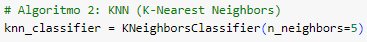 # Algoritmo 2: KNN (K-Nearest Neighbors)
knn_classifier = KNeighborsClassifier(n_neighbors=5)